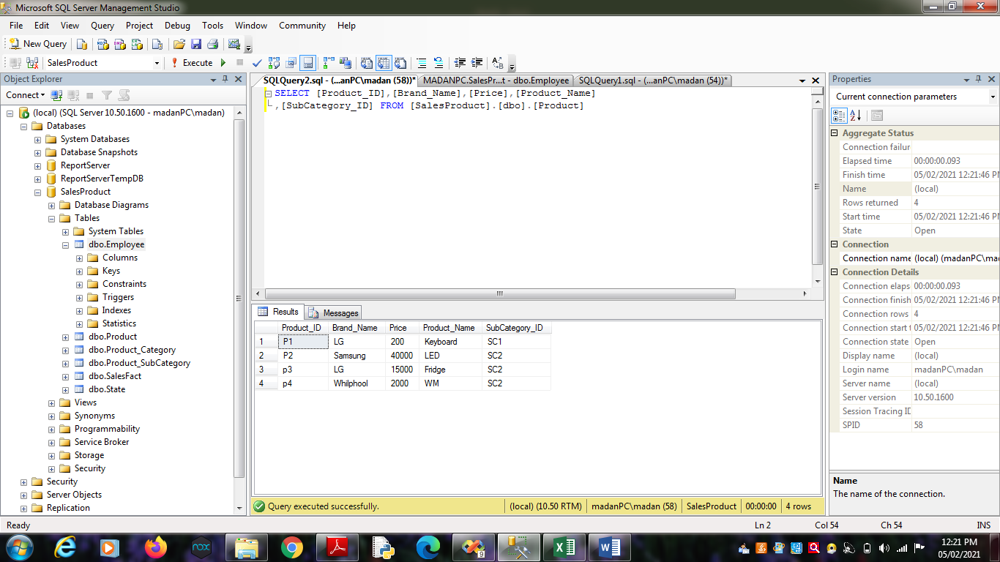 Microsoft SQL Server Management Studio
File Edit View Query Project Debug Tools Window Community Help
New Query
SalesProduct Execute
Object Explorer
Connect
(local) (SQL Server 10.50.1600 - madanPC\madan)
Databases
System Databases
Database Snapshots
ReportServer
ReportServerTempDB
SalesProduct
Database Diagrams
Tables
System Tables
dbo.Employee
Columns
Keys
Constraints
Triggers
Indexes
Statistics
dbo.Product
dbo.Product_Category
dbo.Product_SubCategory
dbo.SalesFact
dbo.State
Views
Synonyms
Programmability
Service Broker
Storage
Security
Security
Server Objects
Replication
SQLQuery2.sql - (...anPC\madan (58))* MADANPC.SalesPr...t - dbo.Employee SQLQuery1.sql - (...anPC\madan (54))*
SELECT [Product_ID],[Brand_Name],[Price],[Product_Name]
,[SubCategory_ID] FROM [SalesProduct].[dbo].[Product]
Results Messages
Product_ID Brand_Name Price Product_Name SubCategory_ID
1 P1 LG 200 Keyboard SC1
2 P2 Samsung 40000 LED SC2
3 p3 LG 15000 Fridge SC2
4 p4 Whilphool 2000 WM SC2
Query executed successfully. (local) (10.50 RTM) madanPC\madan (58) SalesProduct 00:00:00 4 rows
Properties
Current connection parameters
Aggregate Status
Connection failur
Elapsed time 00:00:00.093
Finish time 05/02/2021 12:21:46 PM
Name (local)
Rows returned 4
Start time 05/02/2021 12:21:46 PM
State Open
Connection
Connection name (local) (madanPC\ma
Connection Details
Connection elaps 00:00:00.093
Connection finish 05/02/2021 12:21:46 PM
Connection rows 4
Connection start t 05/02/2021 12:21:46 PM
Connection state Open
Display name (local)
Login name madanPC\madan
Server name (local)
Server version 10.50.1600
Session Tracing ID
SPID 58
Name
The name of the connection.
Ready Ln 2 Col 54 Ch 54 INS
nox
12:21 PM
05/02/2021